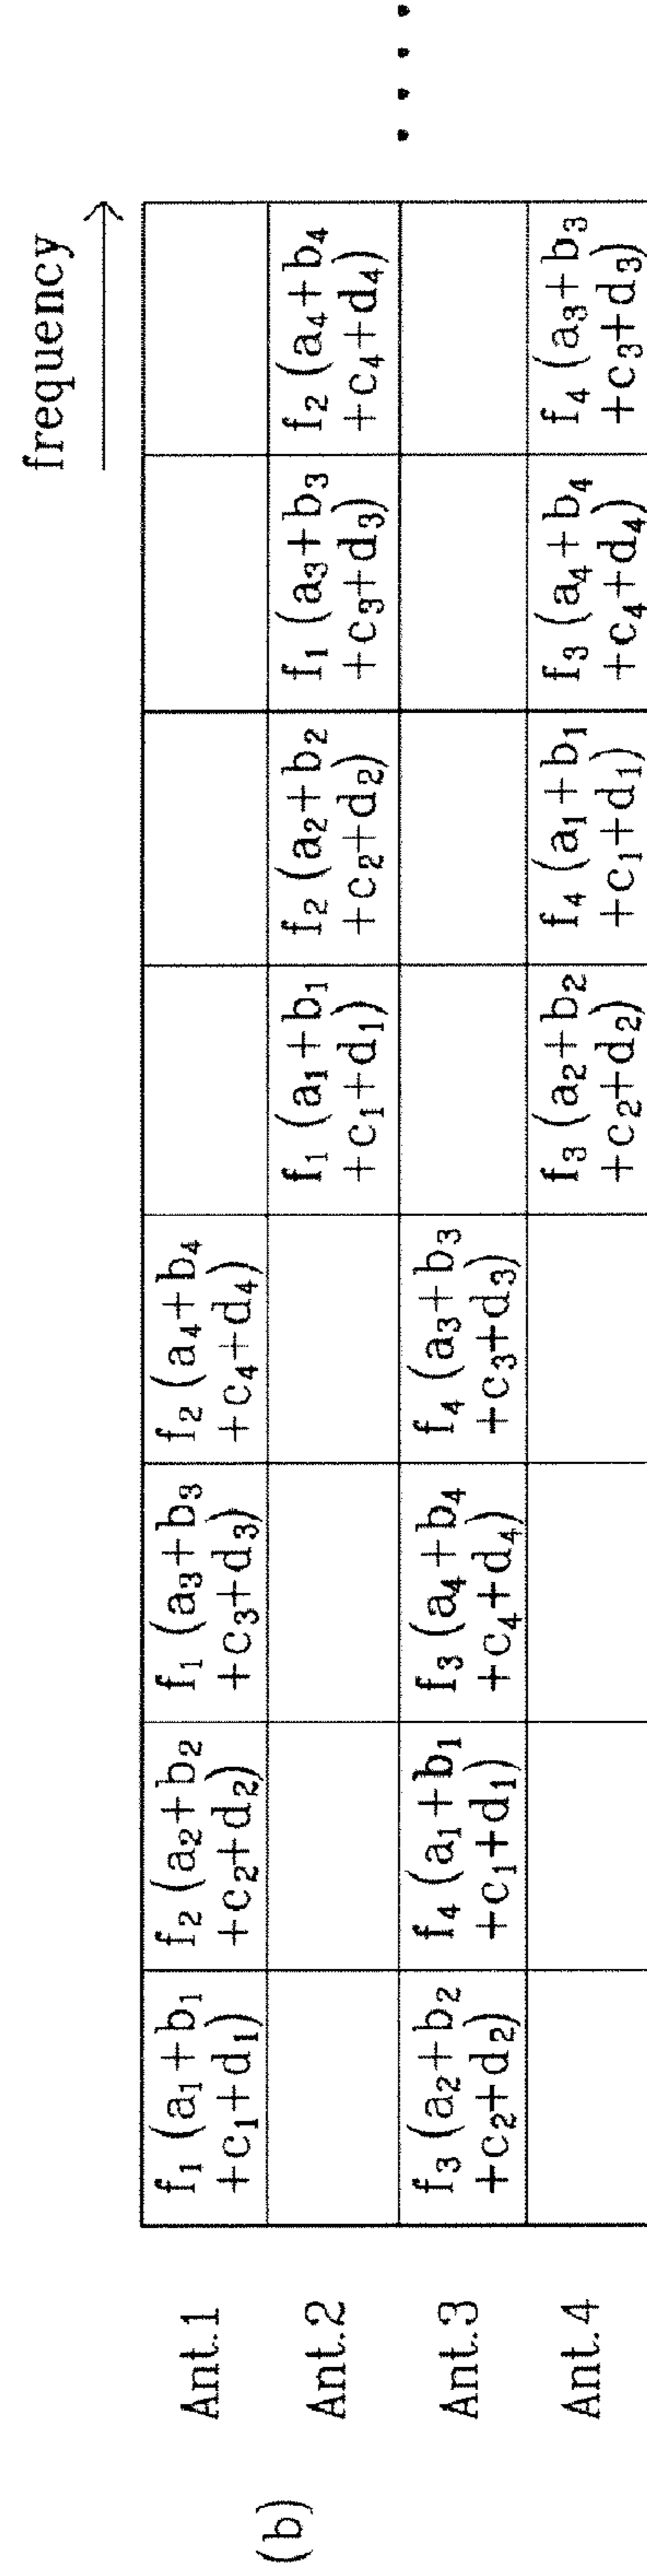 frequency
Ant.1
f₁ (a₁+b₁
+c₁+d₁)
f₂ (a₂+b₂
+c₂+d₂)
f₁ (a₃+b₃
+c₃+d₃)
f₂ (a₄+b₄
+c₄+d₄)
(b)
Ant.2
f₁ (a₁+b₁
+c₁+d₁)
f₂ (a₂+b₂
+c₂+d₂)
f₁ (a₃+b₃
+c₃+d₃)
f₂ (a₄+b₄
+c₄+d₄)
Ant.3
f₃ (a₂+b₂
+c₂+d₂)
f₄ (a₁+b₁
+c₁+d₁)
f₃ (a₄+b₄
+c₄+d₄)
f₄ (a₃+b₃
+c₃+d₃)
Ant.4
f₃ (a₂+b₂
+c₂+d₂)
f₄ (a₁+b₁
+c₁+d₁)
f₃ (a₄+b₄
+c₄+d₄)
f₄ (a₃+b₃
+c₃+d₃)